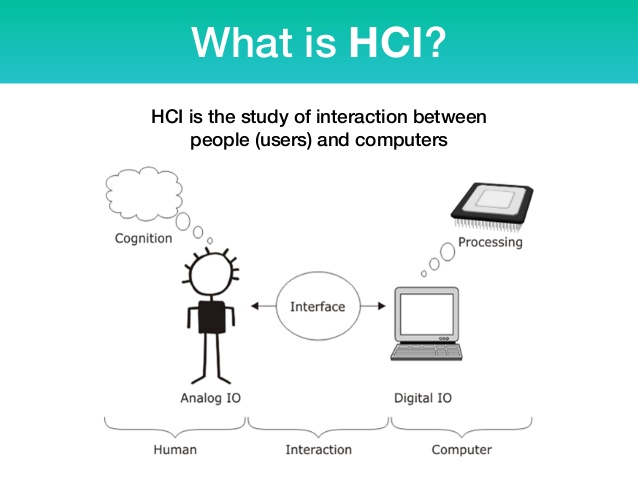 What is HCI?
HCI is the study of interaction between
people (users) and computers
Cognition
Processing
Interface
Analog IO
Digital IO
Human
Interaction
Computer